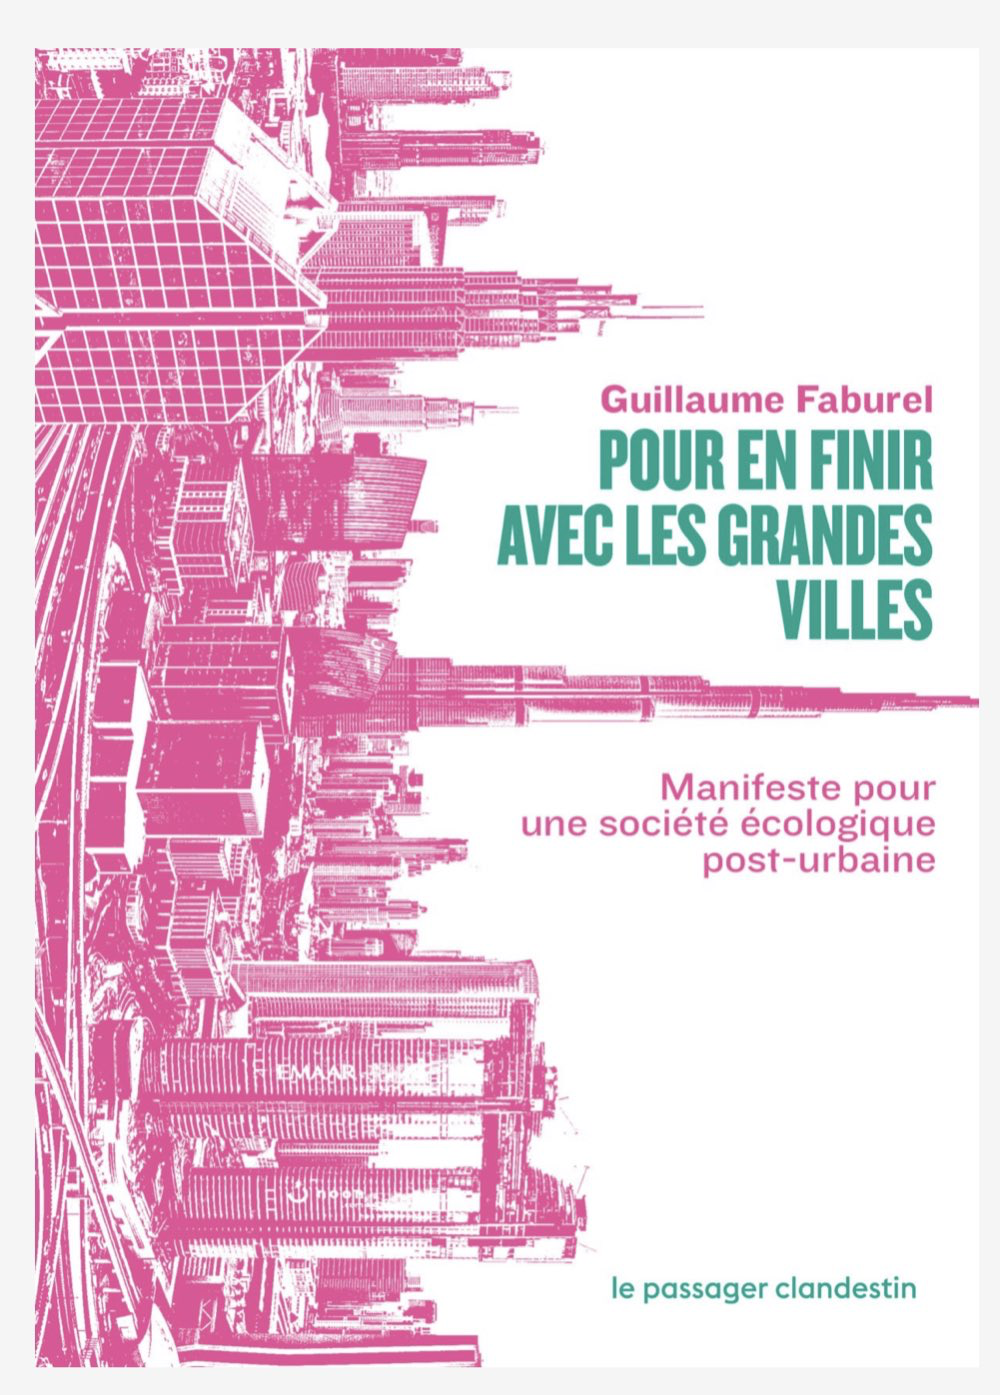 Guillaume Faburel
POUR EN FINIR
AVEC LES GRANDES
VILLES
Manifeste pour
une société écologique
post-urbaine
EMAAR
noon
le passager clandestin